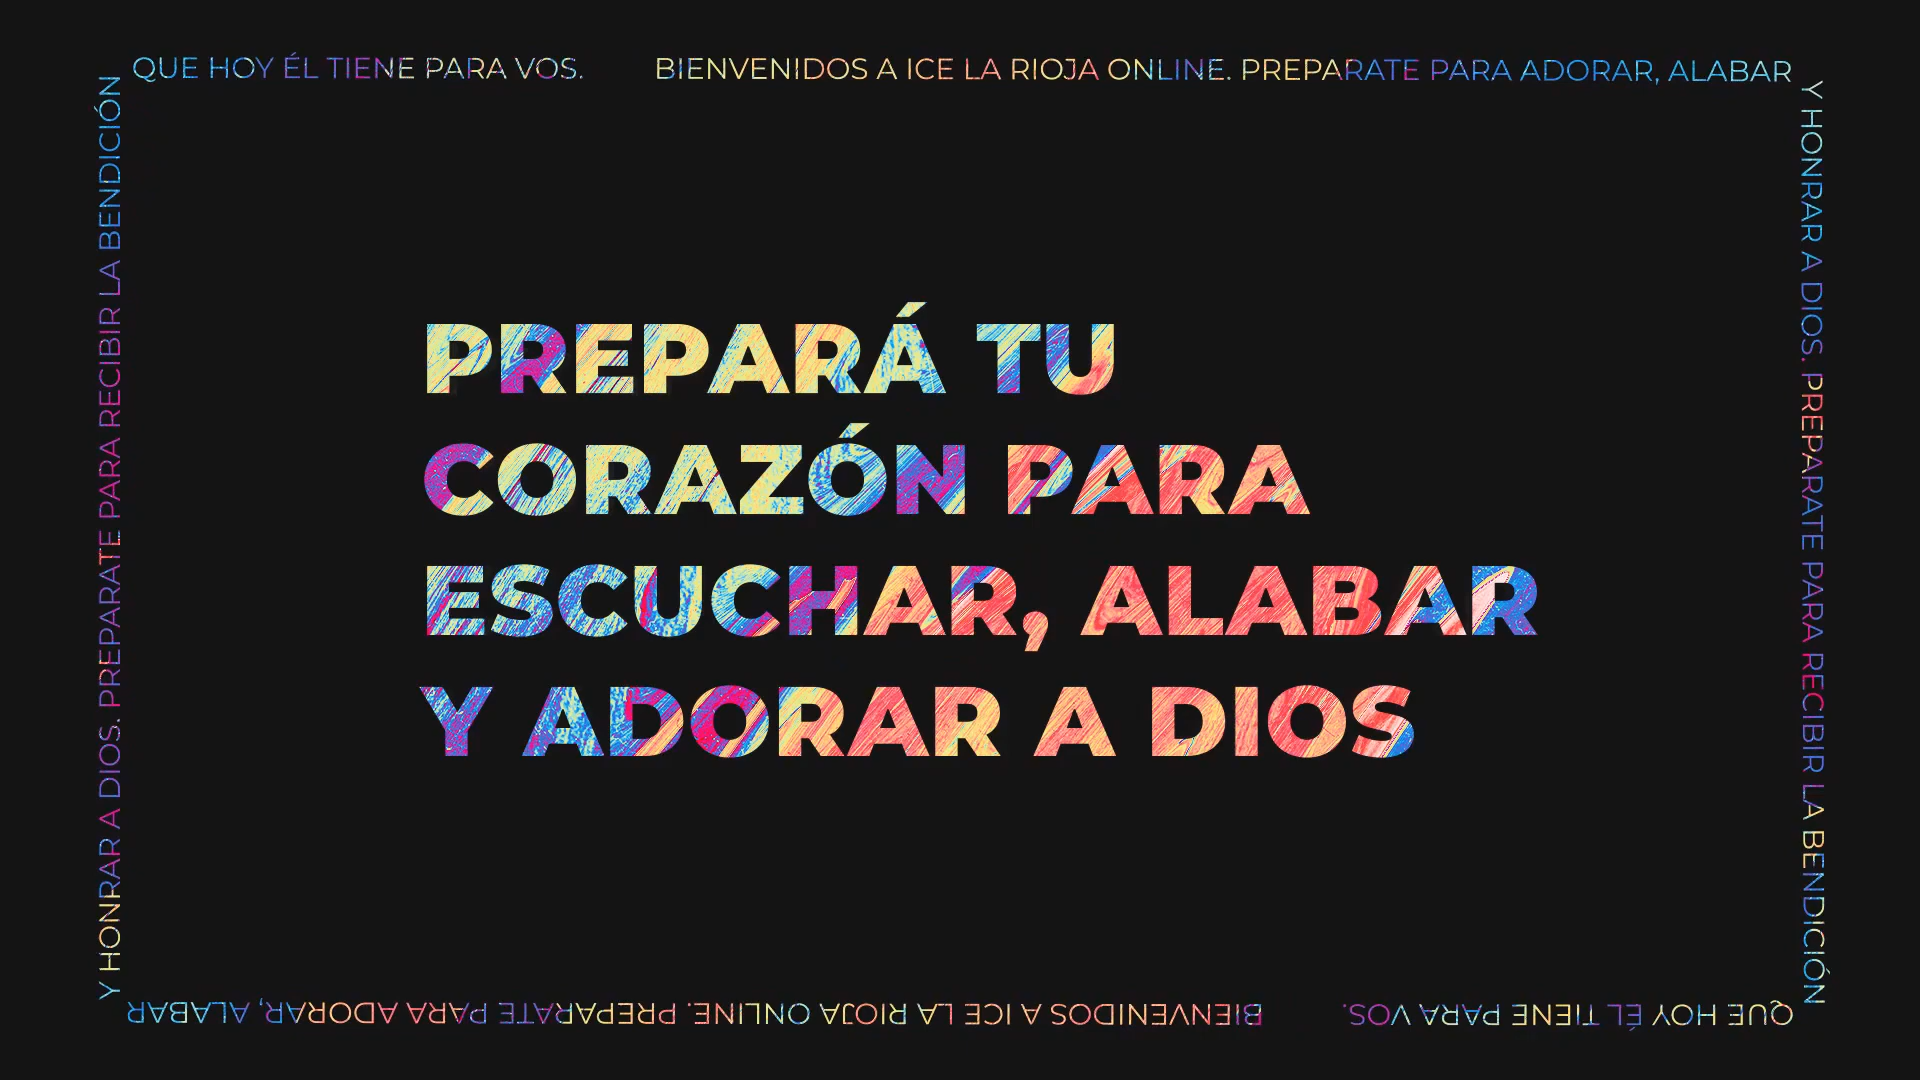 QUE HOY ÉL TIENE PARA VOS. BIENVENIDOS A ICE LA RIOJA ONLINE. PREPARATE PARA ADORAR, ALABAR
Y HONRAR A DIOS. PREPARATE PARA RECIBIR LA BENDICIÓN
PREPARÁ TU
CORAZÓN PARA
ESCUCHAR, ALABAR
Y ADORAR A DIOS
Y HONRAR A DIOS. PREPARATE PARA RECIBIR LA BENDICIÓN
QUE HOY ÉL TIENE PARA VOS. BIENVENIDOS A ICE LA RIOJA ONLINE. PREPARATE PARA ADORAR, ALABAR